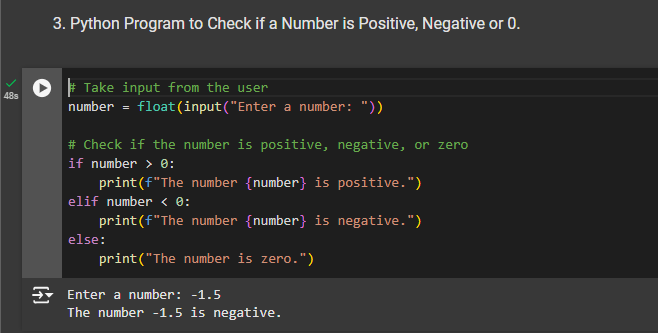 3. Python Program to Check if a Number is Positive, Negative or 0.
48s
# Take input from the user
number = float(input("Enter a number: "))
# Check if the number is positive, negative, or zero
if number > 0:
    print(f"The number {number} is positive.")
elif number < 0:
    print(f"The number {number} is negative.")
else:
    print("The number is zero.")
Enter a number: -1.5
The number -1.5 is negative.